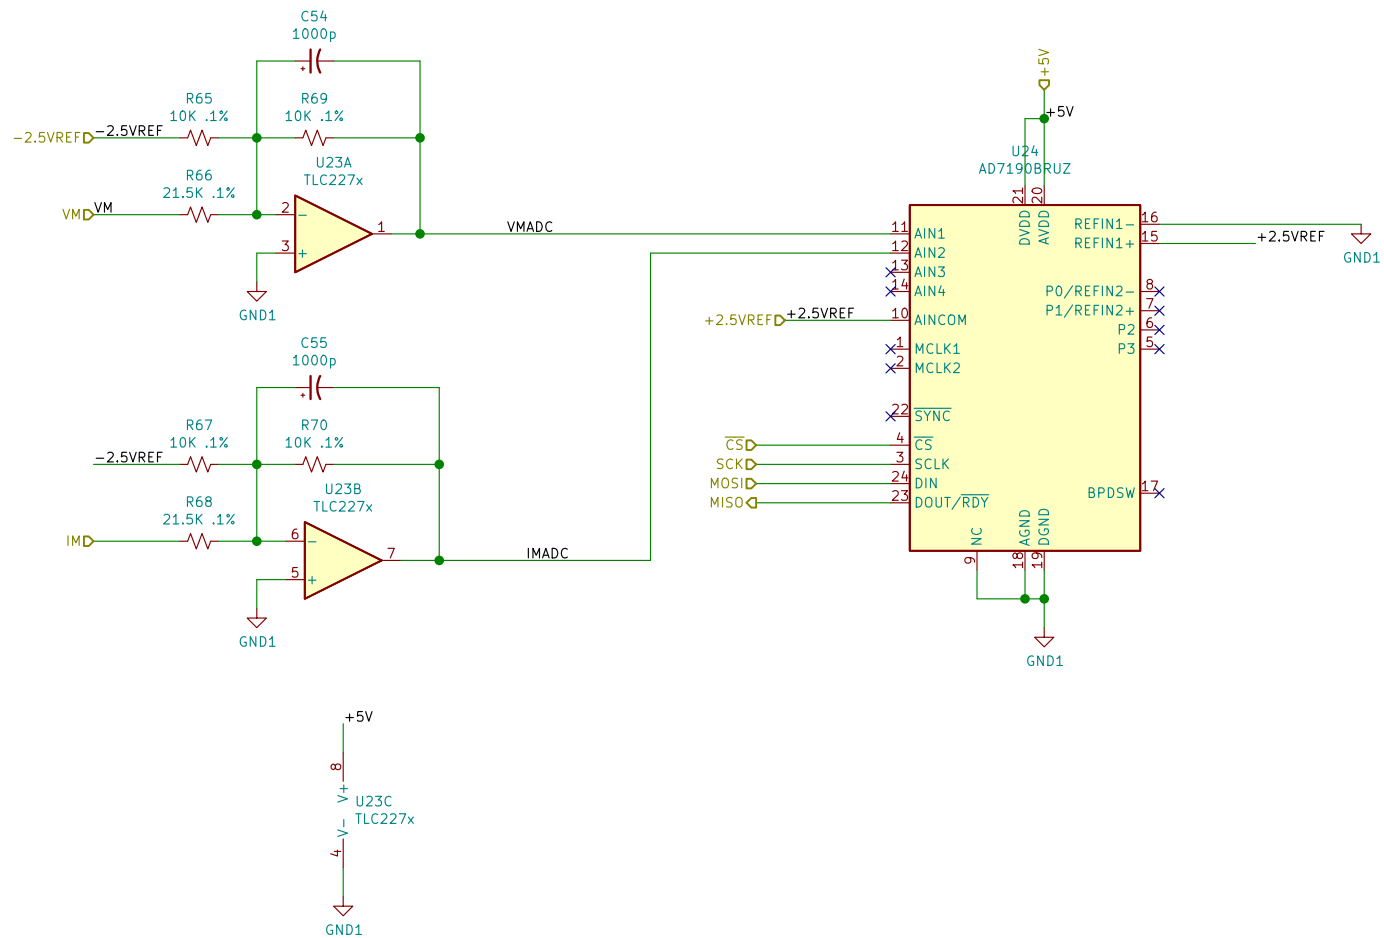 C54
1000p
R65
10K .1%
R69
10K .1%
-2.5VREF
-2.5VREF
U23A
TLC227x
R66
21.5K .1%
VM
VM
2
-
3
+
1
GND1
VMADC
C55
1000p
R67
10K .1%
R70
10K .1%
-2.5VREF
U23B
TLC227x
R68
21.5K .1%
IM
6
-
5
+
7
GND1
IMADC
+5V
8
V+
U23C
TLC227x
V-
4
GND1
+5V
+5V
U24
AD7190BRUZ
21
20
DVDD
AVDD
11
AIN1
12
AIN2
13
AIN3
14
AIN4
+2.5VREF
+2.5VREF
10
AINCOM
1
MCLK1
2
MCLK2
22
SYNC
CS
4
CS
SCK
3
SCLK
MOSI
24
DIN
MISO
23
DOUT/RDY
REFIN1-
16
GND1
REFIN1+
15
+2.5VREF
P0/REFIN2-
8
P1/REFIN2+
7
P2
6
P3
5
BPDSW
17
NC
AGND
DGND
9
18
19
GND1